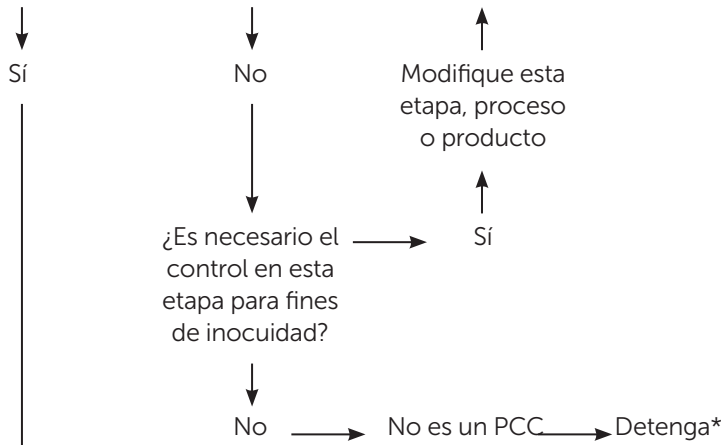 Sí
No
Modifique esta
etapa, proceso
o producto
¿Es necesario el
control en esta
etapa para fines
de inocuidad?
Sí
No
No es un PCC
Detenga*